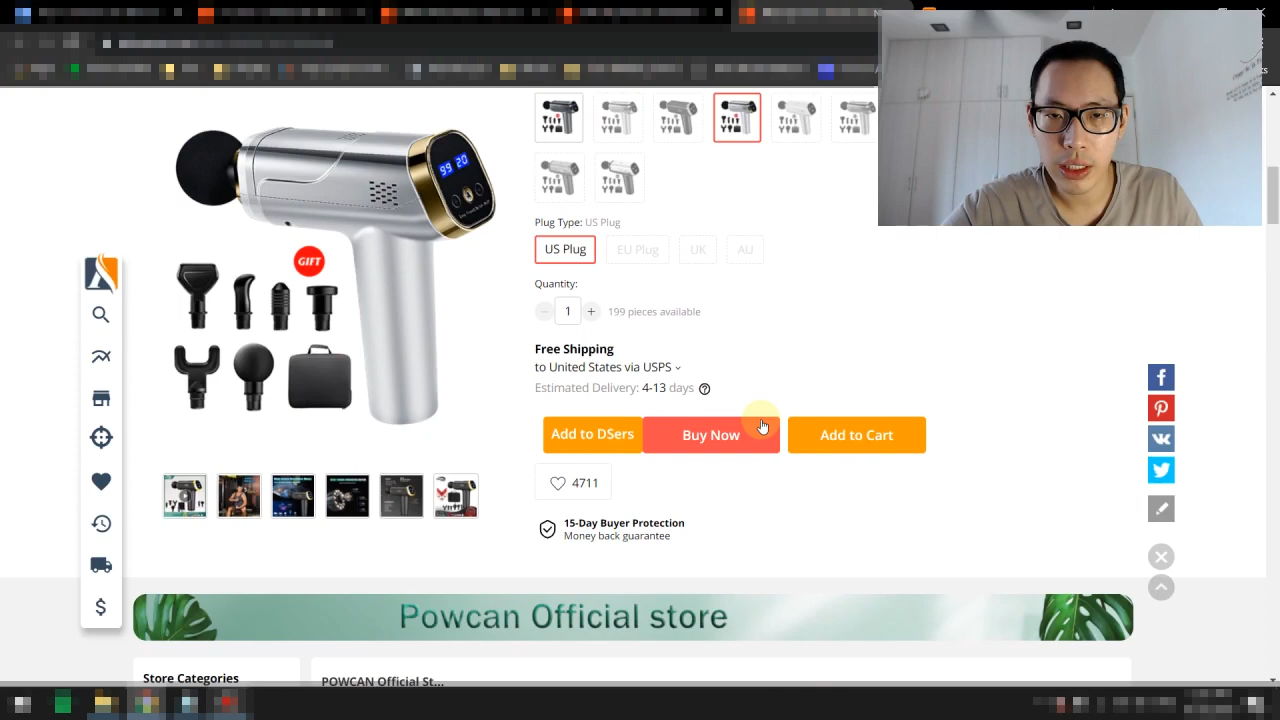 99 20
GIFT
Plug Type: US Plug
US Plug
EU Plug
UK
AU
Quantity:
1
199 pieces available
Free Shipping
to United States via USPS
Estimated Delivery: 4-13 days
Add to DSers
Buy Now
Add to Cart
4711
15-Day Buyer Protection
Money back guarantee
Powcan Official store
Store Categories
POWCAN Official St...